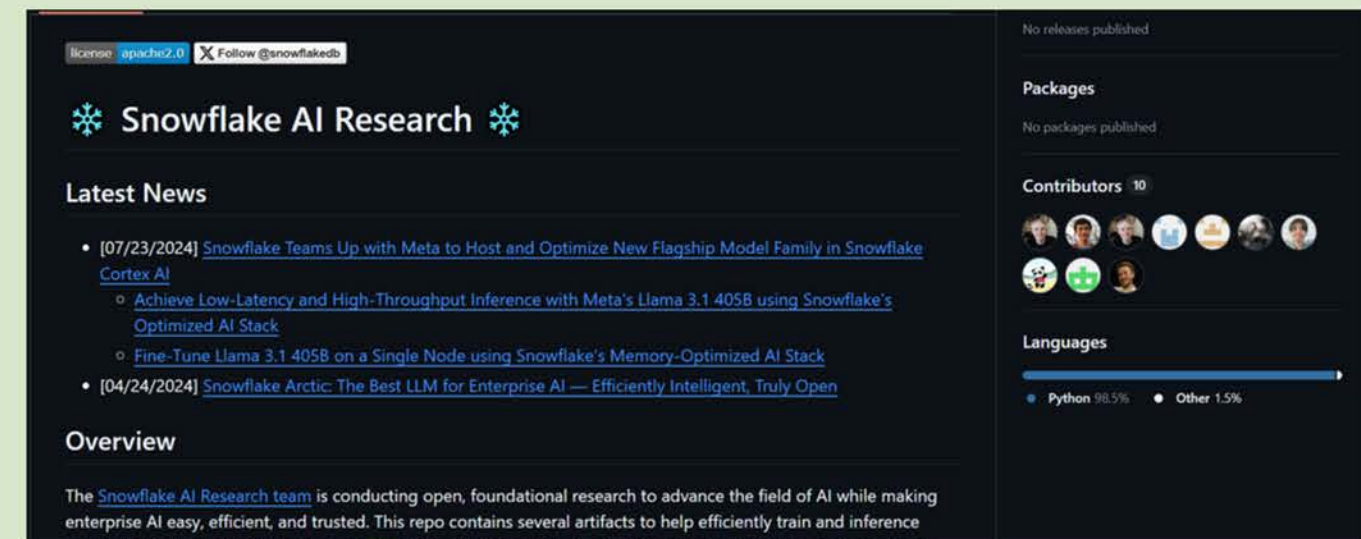 license apache2.0 X Follow @snowflakedb
Snowflake AI Research
Latest News
[07/23/2024] Snowflake Teams Up with Meta to Host and Optimize New Flagship Model Family in Snowflake
Cortex AI
Achieve Low-Latency and High-Throughput Inference with Meta's Llama 3.1 405B using Snowflake's
Optimized AI Stack
Fine-Tune Llama 3.1 405B on a Single Node using Snowflake's Memory-Optimized AI Stack
[04/24/2024] Snowflake Arctic: The Best LLM for Enterprise AI — Efficiently Intelligent, Truly Open
Overview
The Snowflake AI Research team is conducting open, foundational research to advance the field of AI while making
enterprise AI easy, efficient, and trusted. This repo contains several artifacts to help efficiently train and inference
No releases published
Packages
No packages published
Contributors 10
Languages
Python 98.5% Other 1.5%